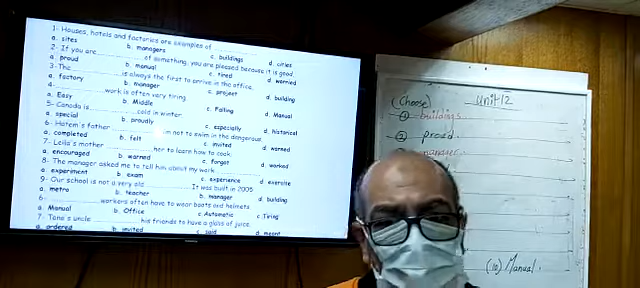 1- Houses, hotels and factories are examples of ..........
a. sites b. managers c. buildings d. cities
2- If you are .......... of something, you are pleased because it is good
a. proud b. manual c. tired d. worried
3- The .......... is always the first to arrive in the office.
a. factory b. manager c. project d. building
4- .......... work is often very tiring.
a. Easy b. Middle c. Falling d. Manual
5- Canada is .......... cold in winter.
a. special b. proudly c. especially d. historical
6- Hatem's father .......... him not to swim in the dangerous
a. completed b. felt c. invited d. warned
7- Leila's mother .......... her to learn how to cook.
a. encouraged b. warned c. forgot d. worked
8- The manager asked me to tell him about my work ..........
a. experiment b. exam c. experience d. exercise
9- Our school is not a very old .......... It was built in 2005
a. metro b. teacher b. manager d. building
6- .......... workers often have to wear boots and helmets
a. Manual b. Office c. Automatic c. Tiring
7. Tona's uncle .......... his friends to have a glass of juice.
a. ordered b. invited c. said d. meant
unit 12
(Choose)
① buildings
② proud.
manager
(10) Manual.